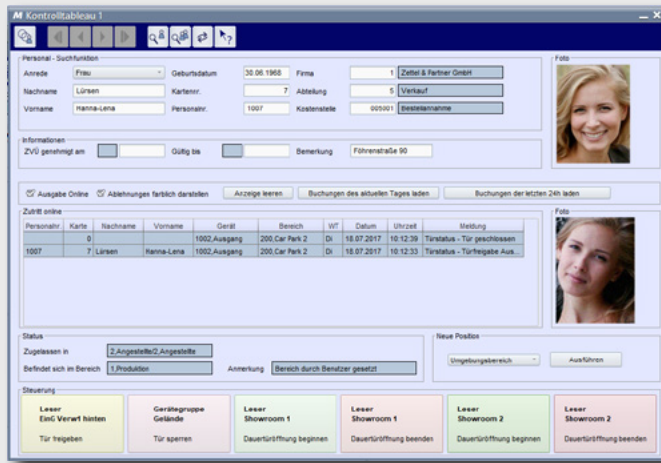 M Kontrolltableau 1
Personal - Suchfunktion
Foto
Anrede Frau Geburtsdatum 30.06.1968 Firma 1 Zettel & Partner GmbH
Nachname Lürsen Kartennr. 7 Abteilung 5 Verkauf
Vorname Hanna-Lena Personalnr. 1007 Kostenstelle 005001 Bestellannahme
Informationen
ZVÜ genehmigt am Gültig bis Bemerkung Föhrenstraße 90
Ausgabe Online Ablehnungen farblich darstellen Anzeige leeren Buchungen des aktuellen Tages laden Buchungen der letzten 24h laden
Zutritt online
Foto
Personalnr. Karte Nachname Vorname Gerät Bereich WT Datum Uhrzeit Meldung
0 1002,Ausgang 200,Car Park 2 Di 18.07.2017 10:12:39 Türstatus - Tür geschlossen
1007 7 Lürsen Hanna-Lena 1002,Ausgang 200,Car Park 2 Di 18.07.2017 10:12:33 Türstatus - Türfreigabe Aus...
Status
Neue Position
Zugelassen in 2,Angestellte/2,Angestellte
Umgebungsbereich Ausführen
Befindet sich im Bereich 1,Produktion Anmerkung Bereich durch Benutzer gesetzt
Steuerung
Leser Gerätegruppe Leser Leser Leser Leser
EinG Verw1 hinten Gelände Showroom 1 Showroom 1 Showroom 2 Showroom 2
Tür freigeben Tür sperren Dauertüröffnung beginnen Dauertüröffnung beenden Dauertüröffnung beginnen Dauertüröffnung beenden